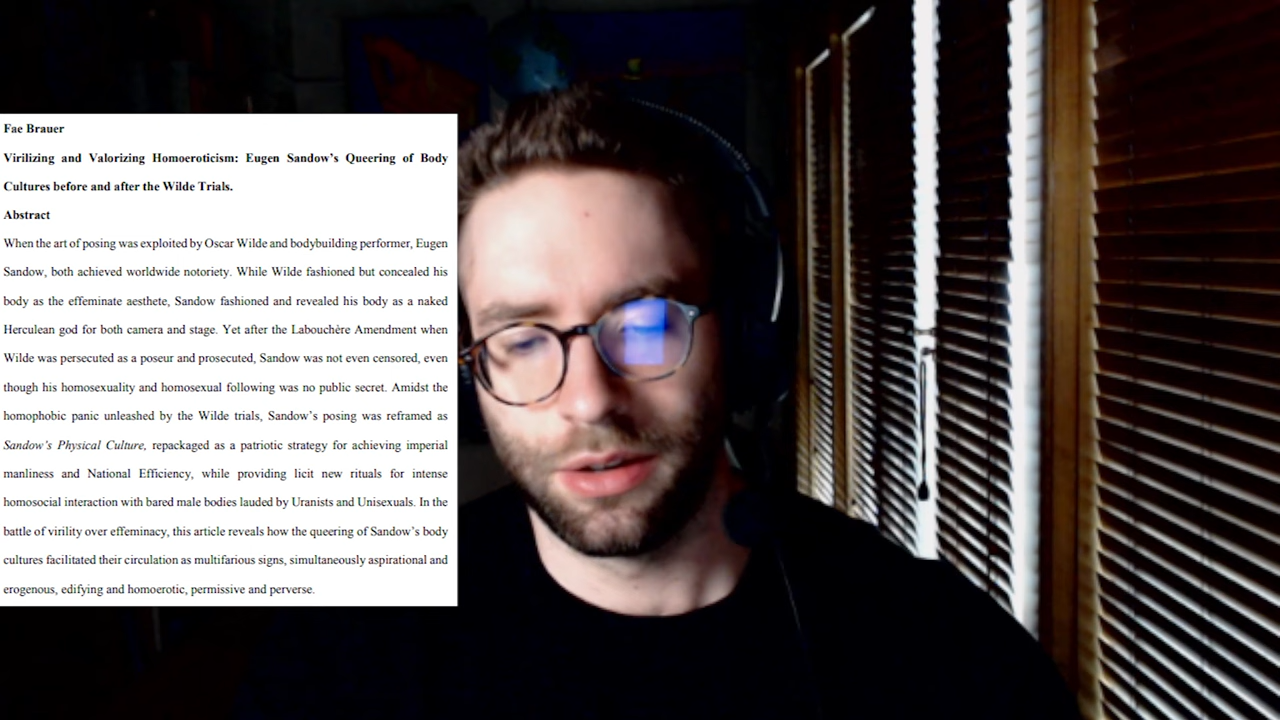 Fae Brauer
Virilizing and Valorizing Homoeroticism: Eugen Sandow's Queering of Body
Cultures before and after the Wilde Trials.
Abstract
When the art of posing was exploited by Oscar Wilde and bodybuilding performer, Eugen
Sandow, both achieved worldwide notoriety. While Wilde fashioned but concealed his
body as the effeminate aesthete, Sandow fashioned and revealed his body as a naked
Herculean god for both camera and stage. Yet after the Labouchère Amendment when
Wilde was persecuted as a poseur and prosecuted, Sandow was not even censored, even
though his homosexuality and homosexual following was no public secret. Amidst the
homophobic panic unleashed by the Wilde trials, Sandow's posing was reframed as
Sandow's Physical Culture, repackaged as a patriotic strategy for achieving imperial
manliness and National Efficiency, while providing licit new rituals for intense
homosocial interaction with bared male bodies lauded by Uranists and Unisexuals. In the
battle of virility over effeminacy, this article reveals how the queering of Sandow's body
cultures facilitated their circulation as multifarious signs, simultaneously aspirational and
erogenous, edifying and homoerotic, permissive and perverse.